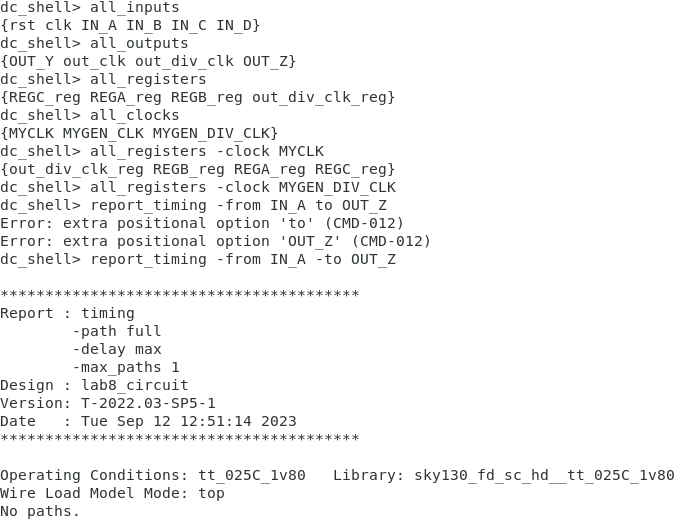 dc_shell> all_inputs
{rst clk IN_A IN_B IN_C IN_D}
dc_shell> all_outputs
{OUT_Y out_clk out_div_clk OUT_Z}
dc_shell> all_registers
{REGC_reg REGA_reg REGB_reg out_div_clk_reg}
dc_shell> all_clocks
{MYCLK MYGEN_CLK MYGEN_DIV_CLK}
dc_shell> all_registers -clock MYCLK
{out_div_clk_reg REGB_reg REGA_reg REGC_reg}
dc_shell> all_registers -clock MYGEN_DIV_CLK
dc_shell> report_timing -from IN_A to OUT_Z
Error: extra positional option 'to' (CMD-012)
Error: extra positional option 'OUT_Z' (CMD-012)
dc_shell> report_timing -from IN_A -to OUT_Z
****************************************
Report : timing
        -path full
        -delay max
        -max_paths 1
Design : lab8_circuit
Version: T-2022.03-SP5-1
Date   : Tue Sep 12 12:51:14 2023
****************************************
Operating Conditions: tt_025C_1v80   Library: sky130_fd_sc_hd__tt_025C_1v80
Wire Load Model Mode: top
No paths.